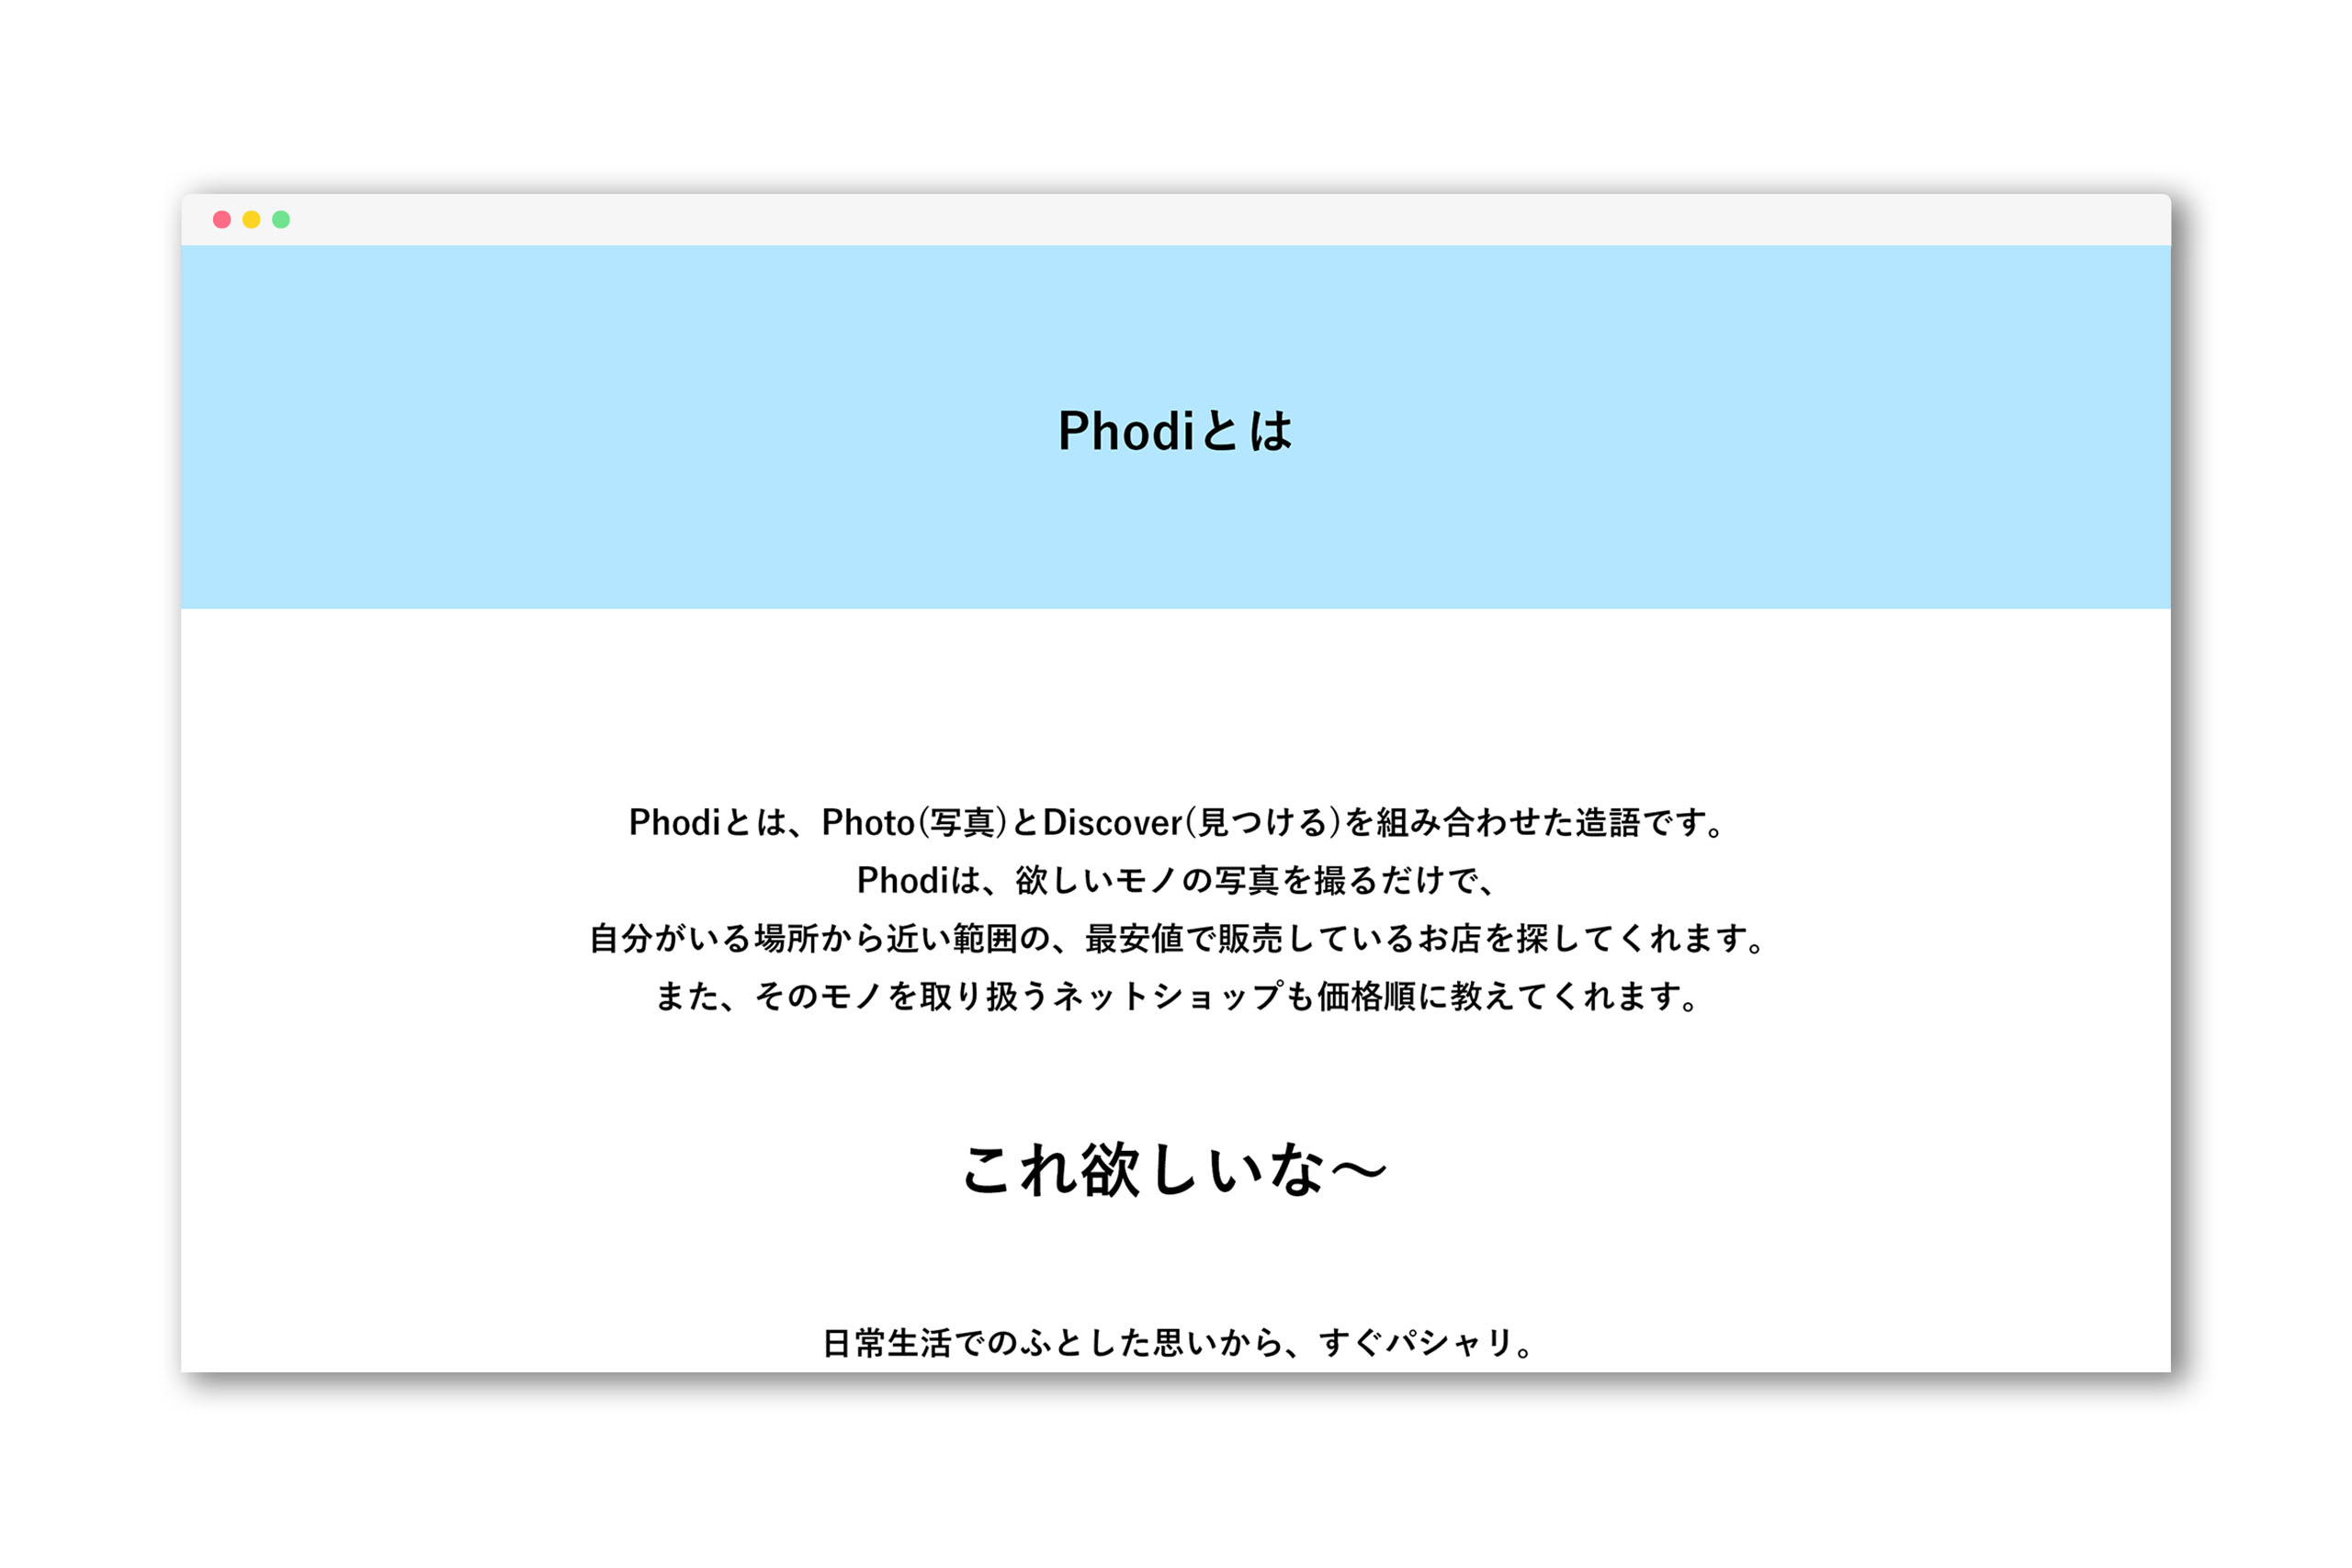 Phodiとは
Phodiとは、Photo(写真)とDiscover(見つける)を組み合わせた造語です。
Phodiは、欲しいモノの写真を撮るだけで、
自分がいる場所から近い範囲の、最安値で販売しているお店を探してくれます。
また、そのモノを取り扱うネットショップも価格順に教えてくれます。
これ欲しいな〜
日常生活でのふとした思いから、すぐパシャリ。